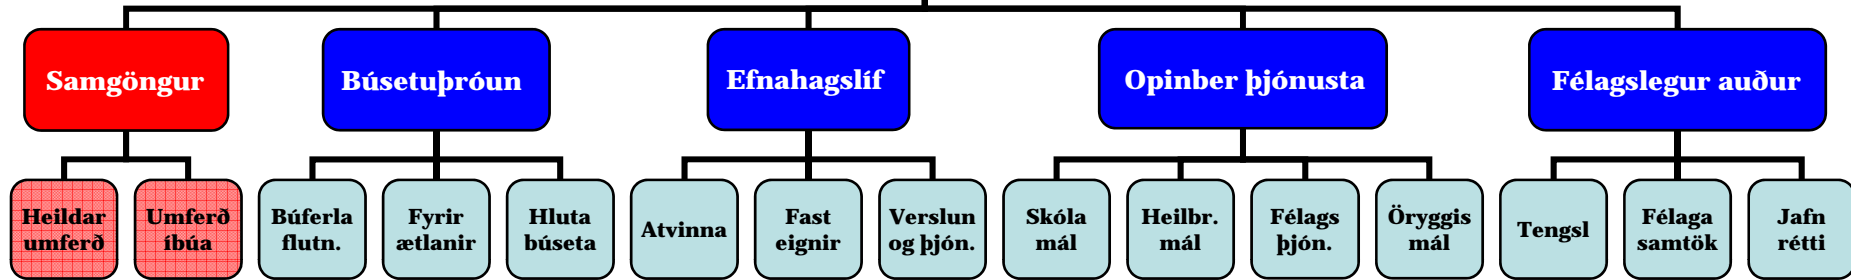 Samgöngur
Búsetuþróun
Efnahagslíf
Opinber þjónusta
Félagslegur auður
Heildar
umferð
Umferð
íbúa
Búferla
flutn.
Fyrir
ætlanir
Hluta
búseta
Atvinna
Fast
eignir
Verslun
og þjón.
Skóla
mál
Heilbr.
mál
Félags
þjón.
Öryggis
mál
Tengsl
Félaga
samtök
Jafn
rétti